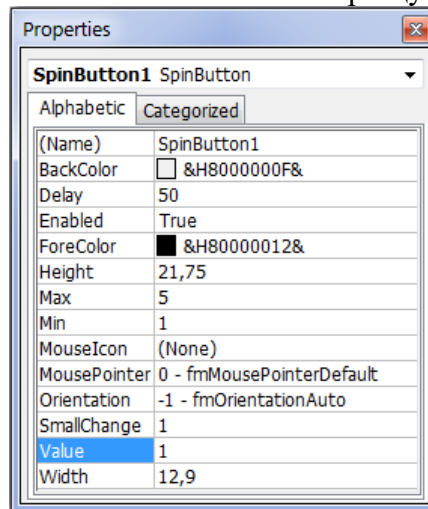 Properties
SpinButton1 SpinButton
Alphabetic Categorized
(Name) SpinButton1
BackColor &H8000000F&
Delay 50
Enabled True
ForeColor &H80000012&
Height 21,75
Max 5
Min 1
MouseIcon (None)
MousePointer 0 - fmMousePointerDefault
Orientation -1 - fmOrientationAuto
SmallChange 1
Value 1
Width 12,9